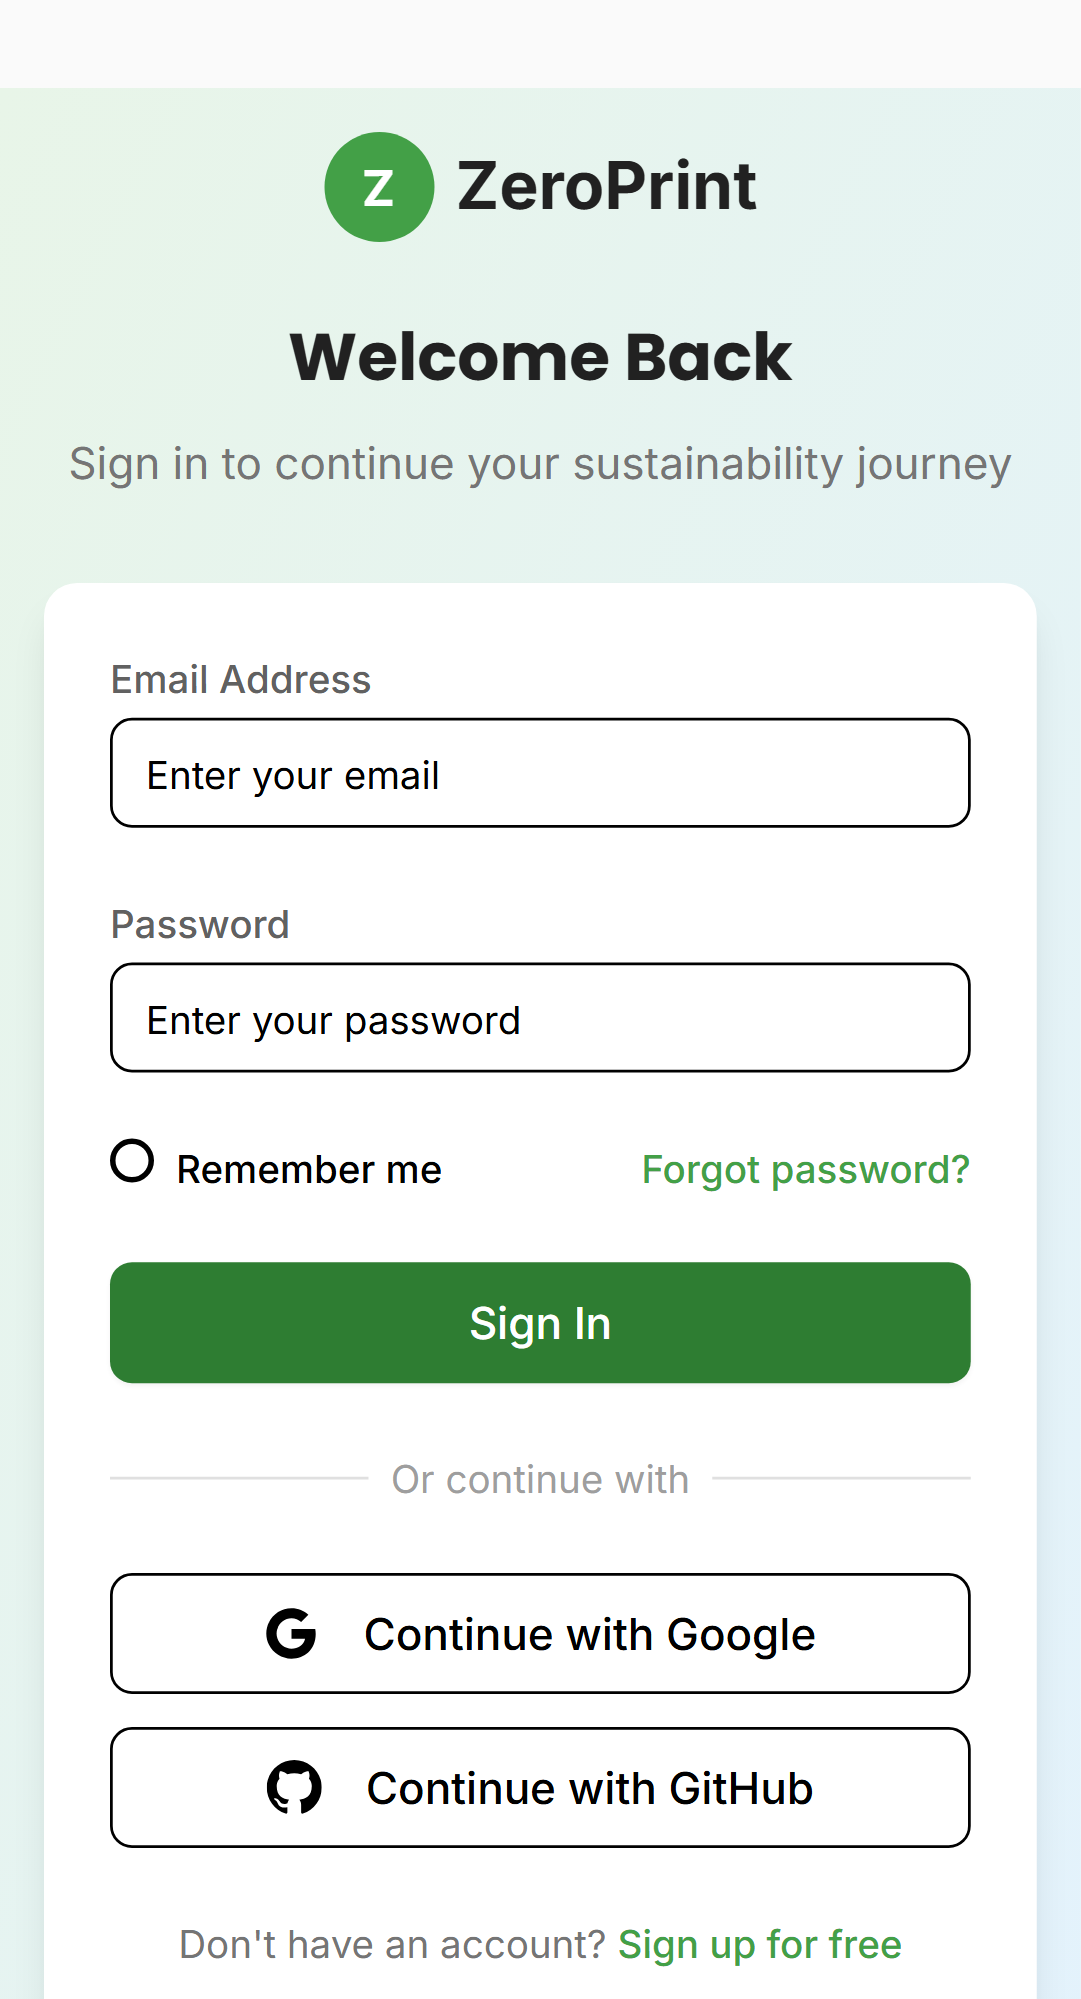 Z ZeroPrint
Welcome Back
Sign in to continue your sustainability journey
Email Address
Enter your email
Password
Enter your password
Remember me Forgot password?
Sign In
Or continue with
G Continue with Google
Continue with GitHub
Don't have an account? Sign up for free